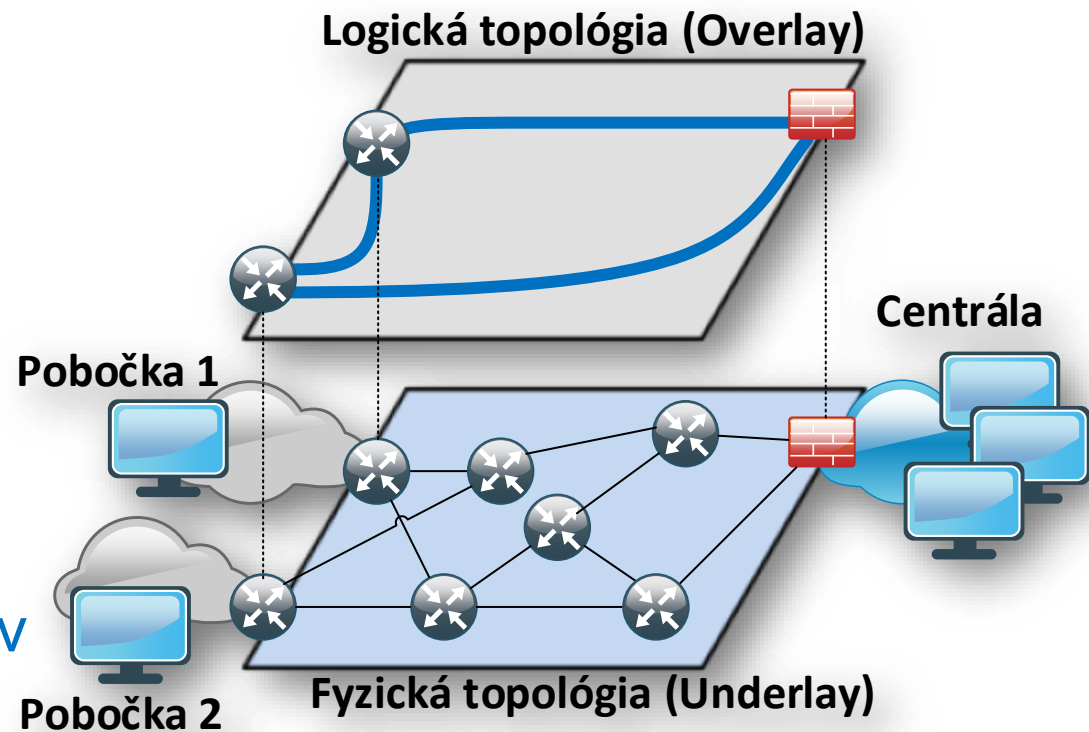 Logická topológia (Overlay)
Centrála
Pobočka 1
v
Fyzická topológia (Underlay)
Pobočka 2